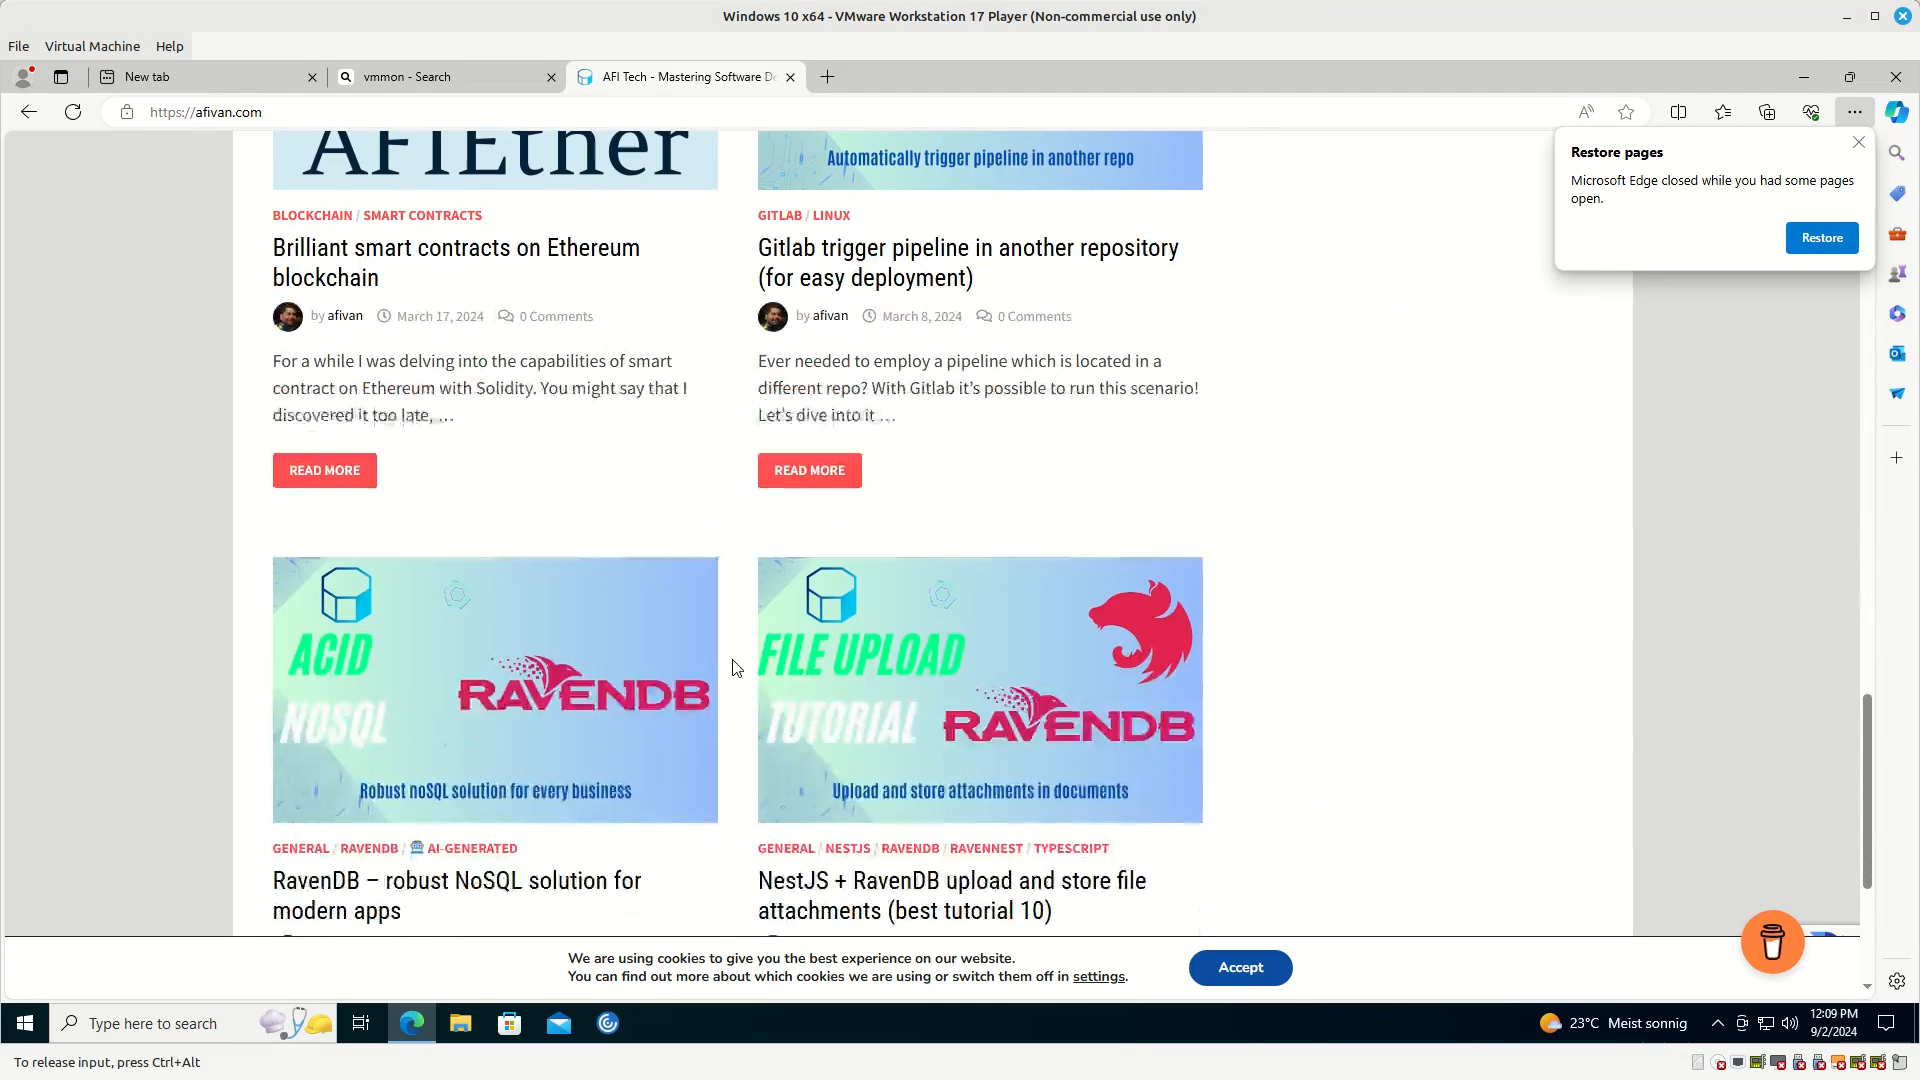 Windows 10 x64 - VMware Workstation 17 Player (Non-commercial use only)
File Virtual Machine Help
New tab
vmmon - Search
AFI Tech - Mastering Software De
https://afivan.com
AFIEther
Automatically trigger pipeline in another repo
Restore pages
Microsoft Edge closed while you had some pages
open.
Restore
BLOCKCHAIN / SMART CONTRACTS
Brilliant smart contracts on Ethereum
blockchain
by afivan March 17, 2024 0 Comments
For a while I was delving into the capabilities of smart
contract on Ethereum with Solidity. You might say that I
discovered it too late, …
READ MORE
GITLAB / LINUX
Gitlab trigger pipeline in another repository
(for easy deployment)
by afivan March 8, 2024 0 Comments
Ever needed to employ a pipeline which is located in a
different repo? With Gitlab it’s possible to run this scenario!
Let’s dive into it …
READ MORE
ACID
NOSQL
RAVENDB
Robust noSQL solution for every business
FILE UPLOAD
TUTORIAL
RAVENDB
Upload and store attachments in documents
GENERAL / RAVENDB / AI-GENERATED
RavenDB – robust NoSQL solution for
modern apps
GENERAL / NESTJS / RAVENDB / RAVENNEST / TYPESCRIPT
NestJS + RavenDB upload and store file
attachments (best tutorial 10)
We are using cookies to give you the best experience on our website.
You can find out more about which cookies we are using or switch them off in settings.
Accept
Type here to search
23°C Meist sonnig
12:09 PM
9/2/2024
To release input, press Ctrl+Alt